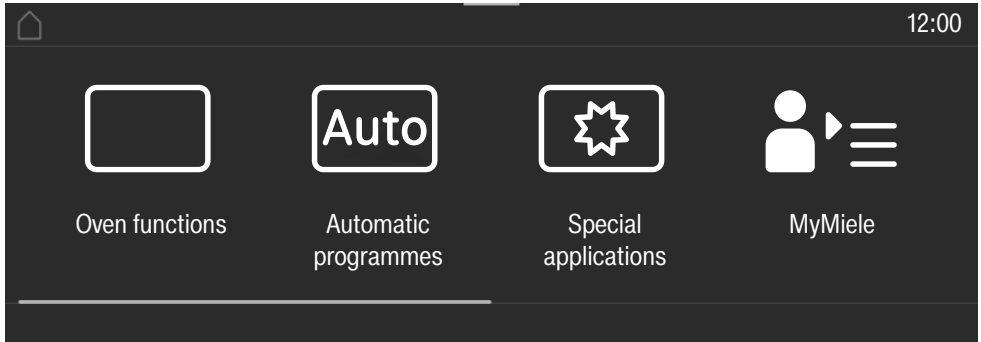 12:00
Auto
Oven functions
Automatic
programmes
Special
applications
MyMiele